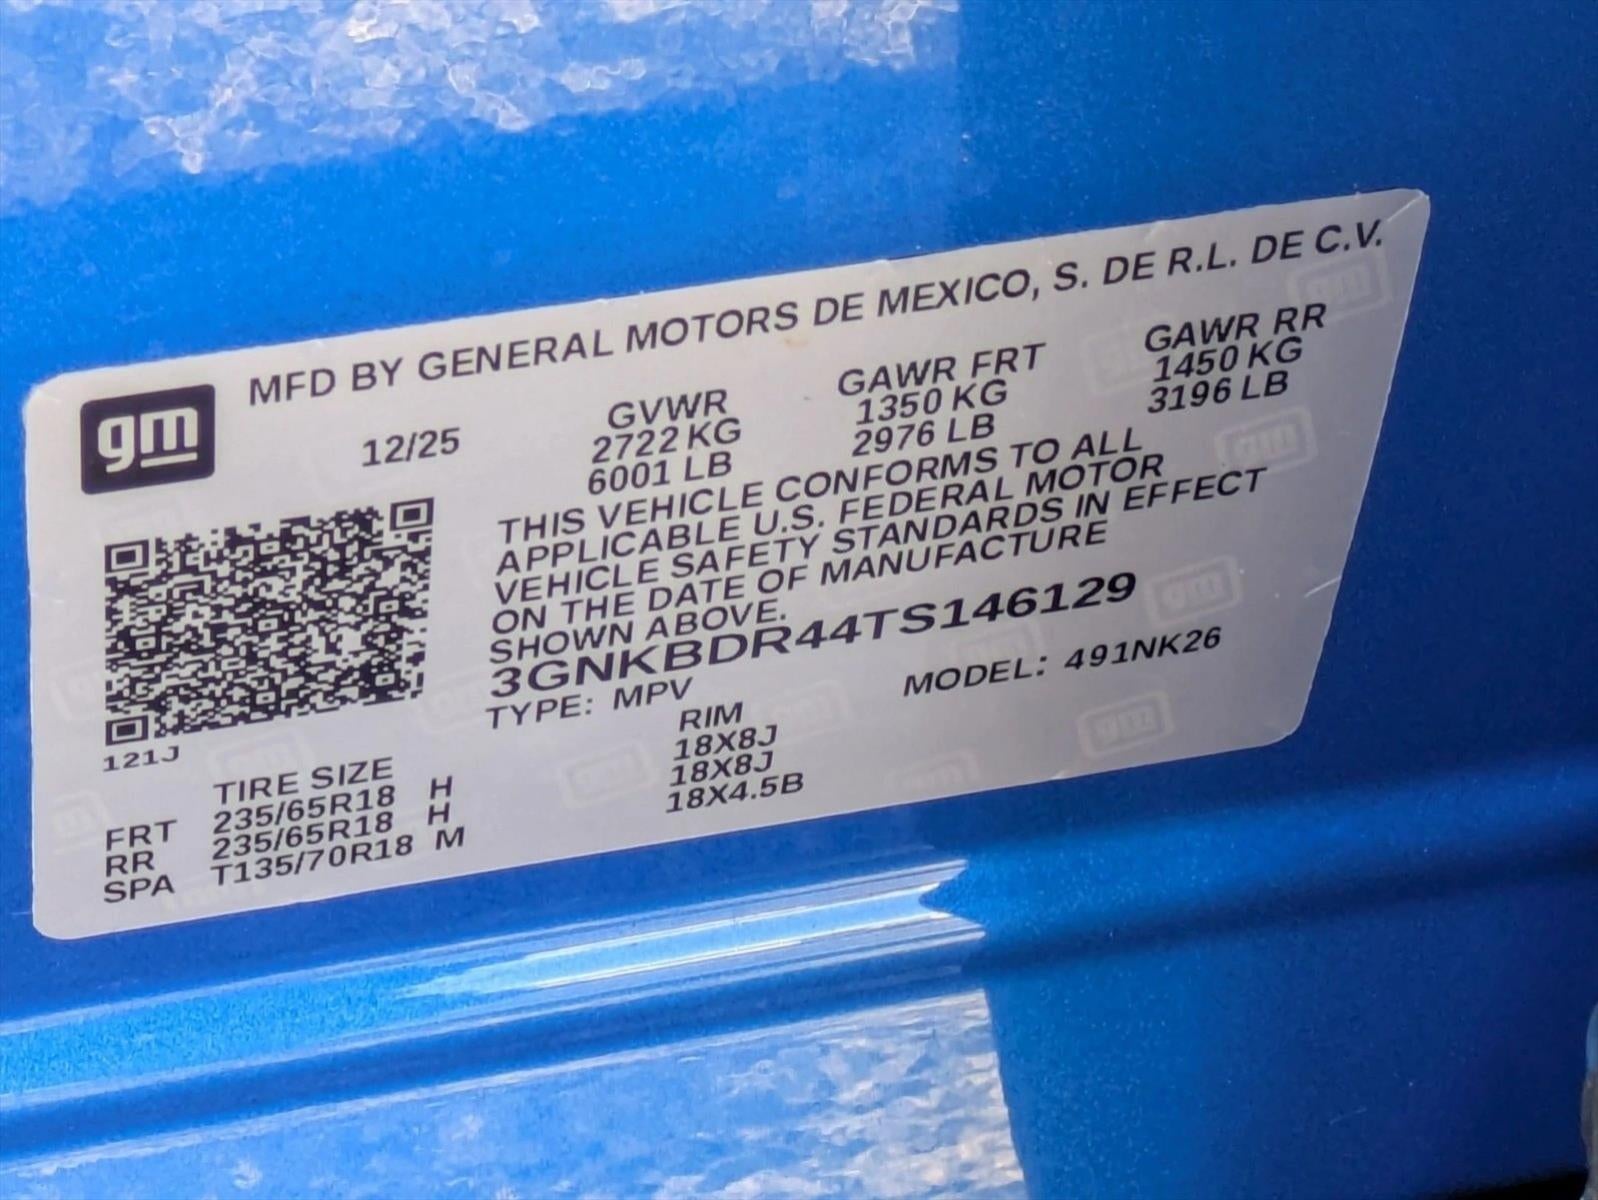 MFD BY GENERAL MOTORS DE MEXICO, S. DE R.L. DE C.V.
gm
12/25
GVWR GAWR FRT GAWR RR
2722 KG 1350 KG 1450 KG
6001 LB 2976 LB 3196 LB
THIS VEHICLE CONFORMS TO ALL
APPLICABLE U.S. FEDERAL MOTOR
VEHICLE SAFETY STANDARDS IN EFFECT
ON THE DATE OF MANUFACTURE
SHOWN ABOVE.
3GNKBDR44TS146129
TYPE: MPV MODEL: 491NK26
121J
TIRE SIZE RIM
FRT 235/65R18 H 18X8J
RR 235/65R18 H 18X8J
SPA T135/70R18 M 18X4.5B